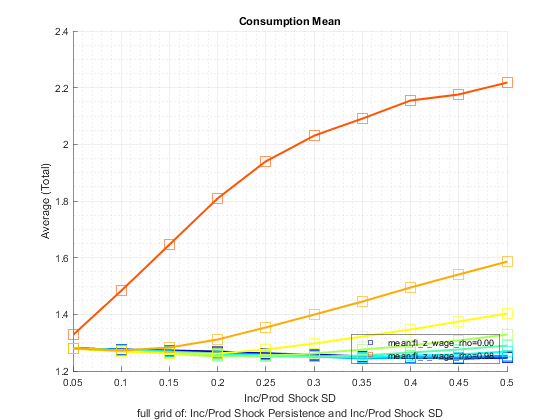 Consumption Mean
2.4
2.2
2
1.8
1.6
1.4
1.2
Average (Total)
0.05 0.1 0.15 0.2 0.25 0.3 0.35 0.4 0.45 0.5
mean:fl_z_wage_rho=0.00
mean:fl_z_wage_rho=0.98
Inc/Prod Shock SD
full grid of: Inc/Prod Shock Persistence and Inc/Prod Shock SD